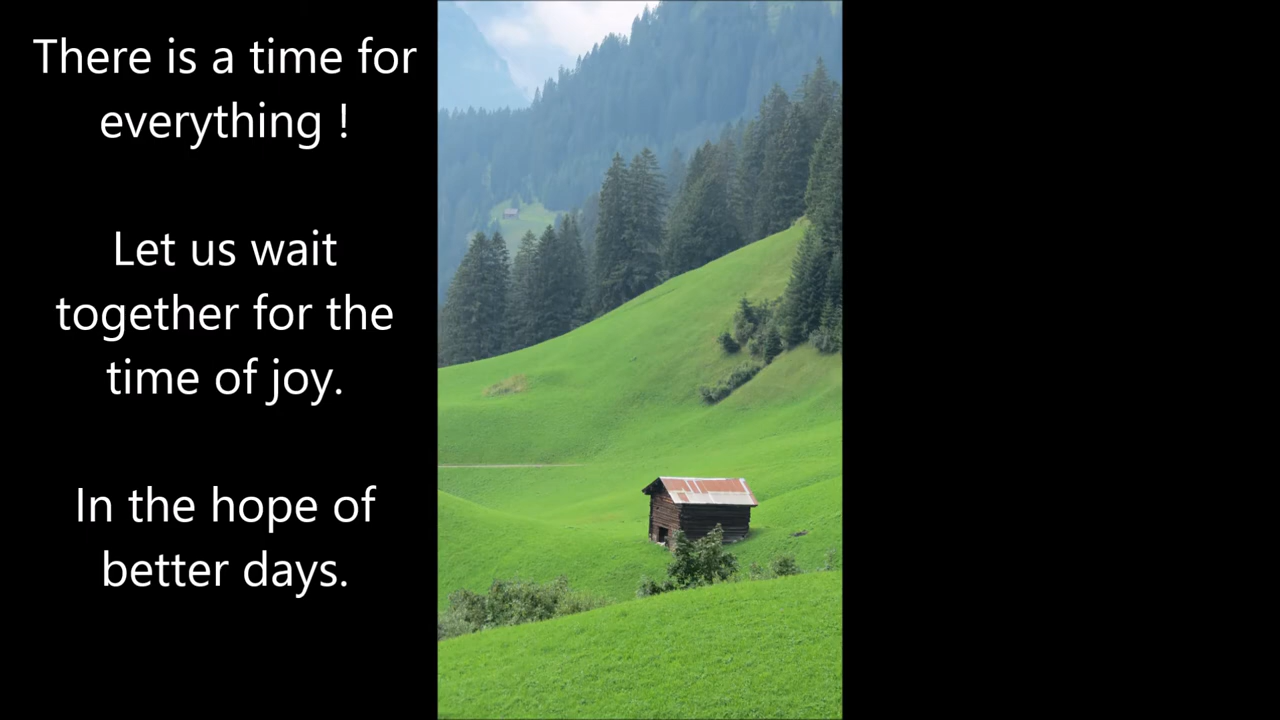 There is a time for
everything !
Let us wait
together for the
time of joy.
In the hope of
better days.